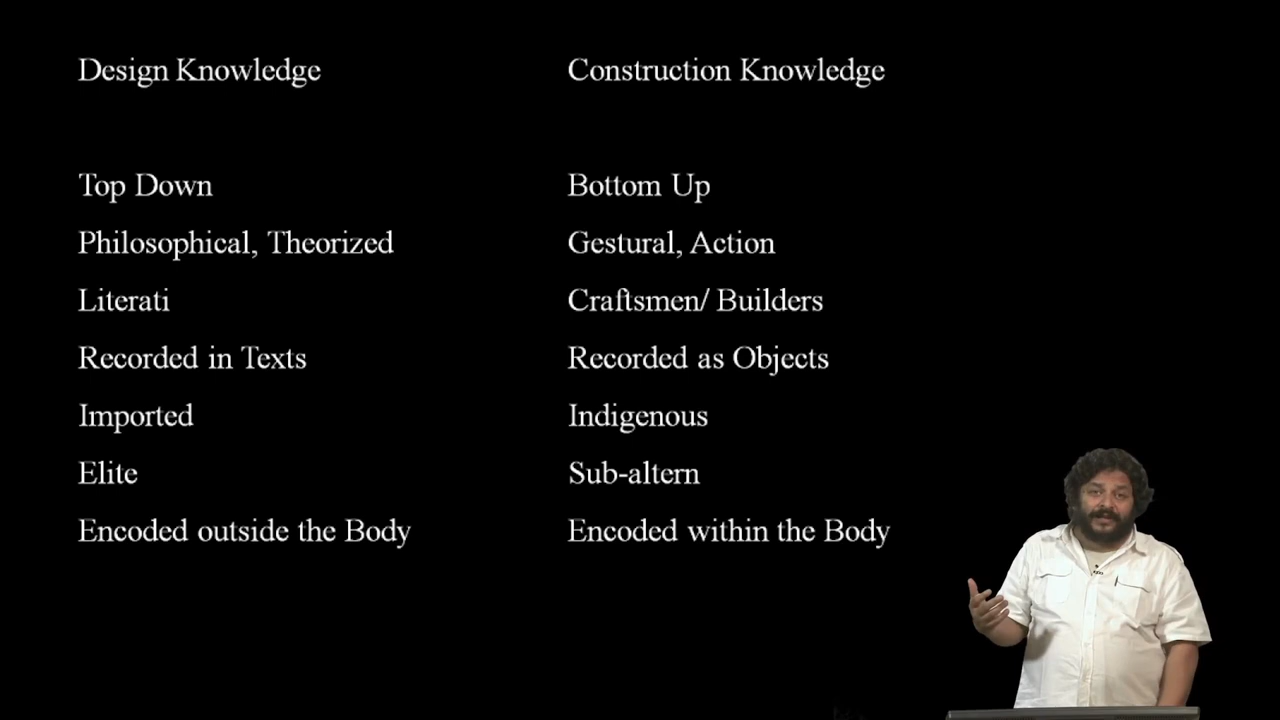 Design Knowledge
Construction Knowledge
Top Down
Bottom Up
Philosophical, Theorized
Gestural, Action
Literati
Craftsmen/ Builders
Recorded in Texts
Recorded as Objects
Imported
Indigenous
Elite
Sub-altern
Encoded outside the Body
Encoded within the Body